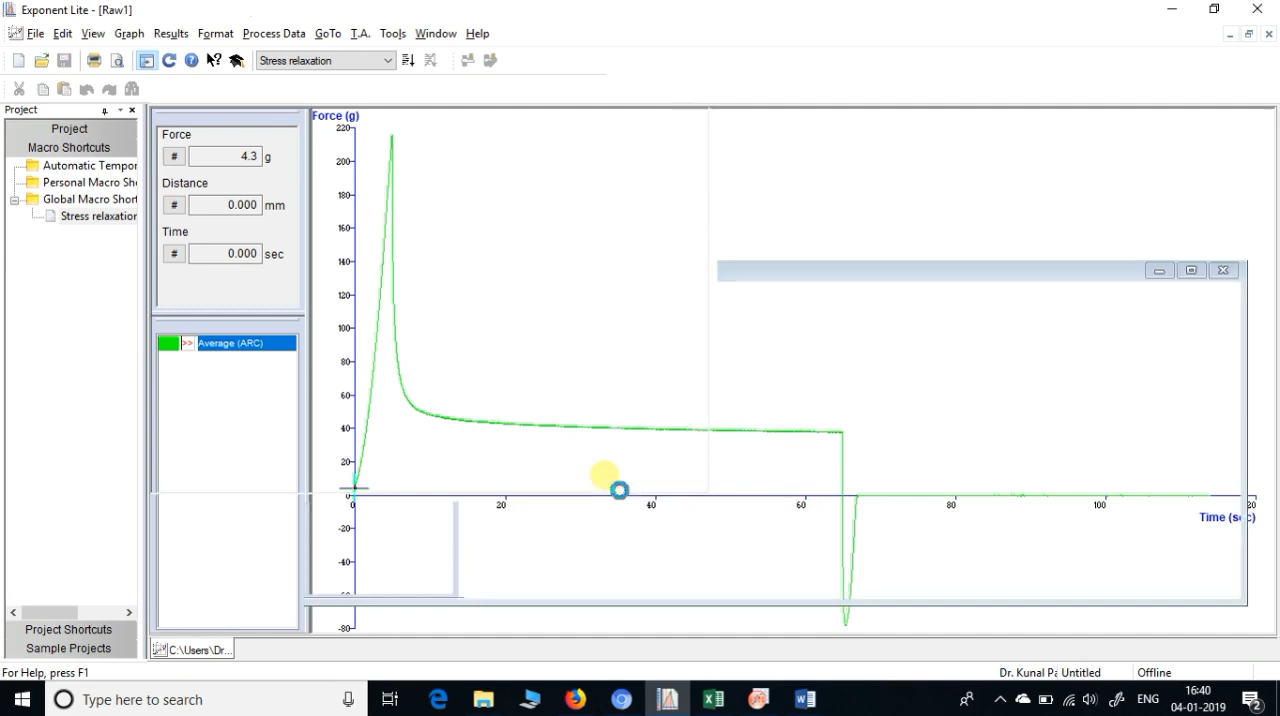 Exponent Lite - [Raw1]
File Edit View Graph Results Format Process Data GoTo T.A. Tools Window Help
Stress relaxation
Project
Project
Macro Shortcuts
Automatic Tempor
Personal Macro Sh
Global Macro Short
Stress relaxation
Project Shortcuts
Sample Projects
Force
# 4.3 g
Distance
# 0.000 mm
Time
# 0.000 sec
>> Average (ARC)
Force (g)
220
200
180
160
140
120
100
80
60
40
20
0
-20
-40
-80
0 20 40 60 80 100
Time (sec)
C:\Users\Dr...
For Help, press F1
Dr. Kunal Pa Untitled Offline
Type here to search
ENG
16:40
04-01-2019
2